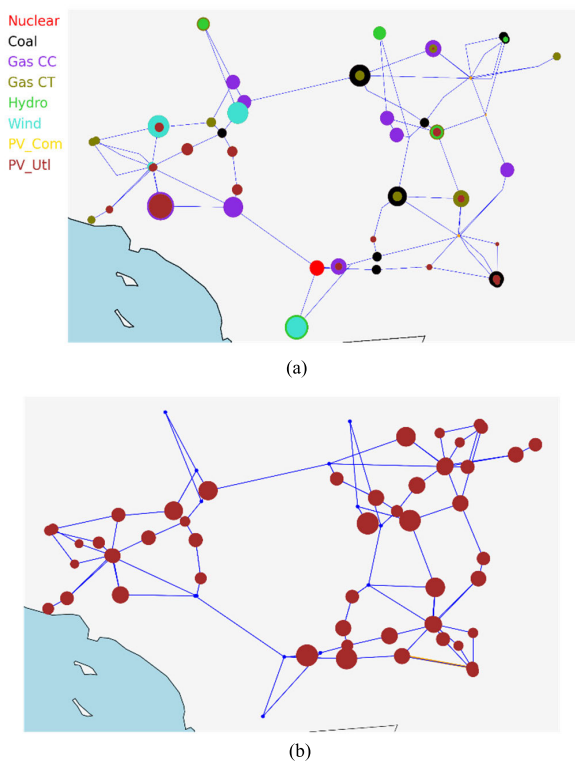 Nuclear
Coal
Gas CC
Gas CT
Hydro
Wind
PV_Com
PV_Utl
(a)
(b)